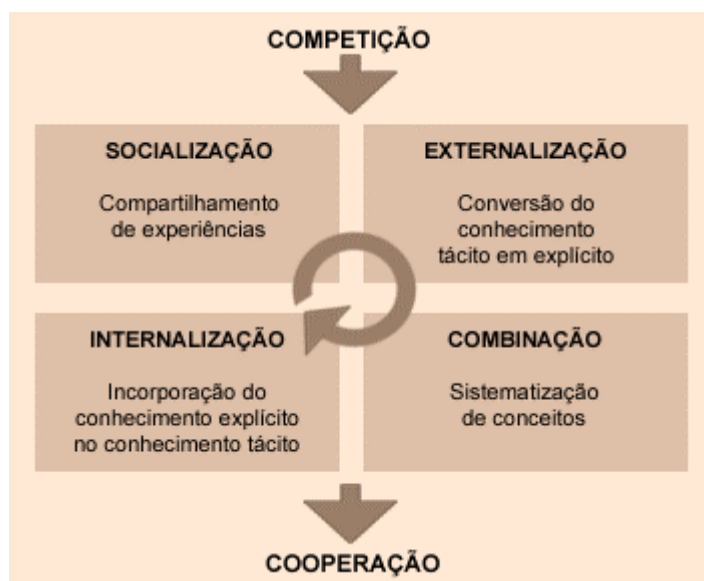 COMPETIÇÃO
SOCIALIZAÇÃO
Compartilhamento
de experiências
EXTERNALIZAÇÃO
Conversão do
conhecimento
tácito em explícito
INTERNALIZAÇÃO
Incorporação do
conhecimento explícito
no conhecimento tácito
COMBINAÇÃO
Sistematização
de conceitos
COOPERAÇÃO